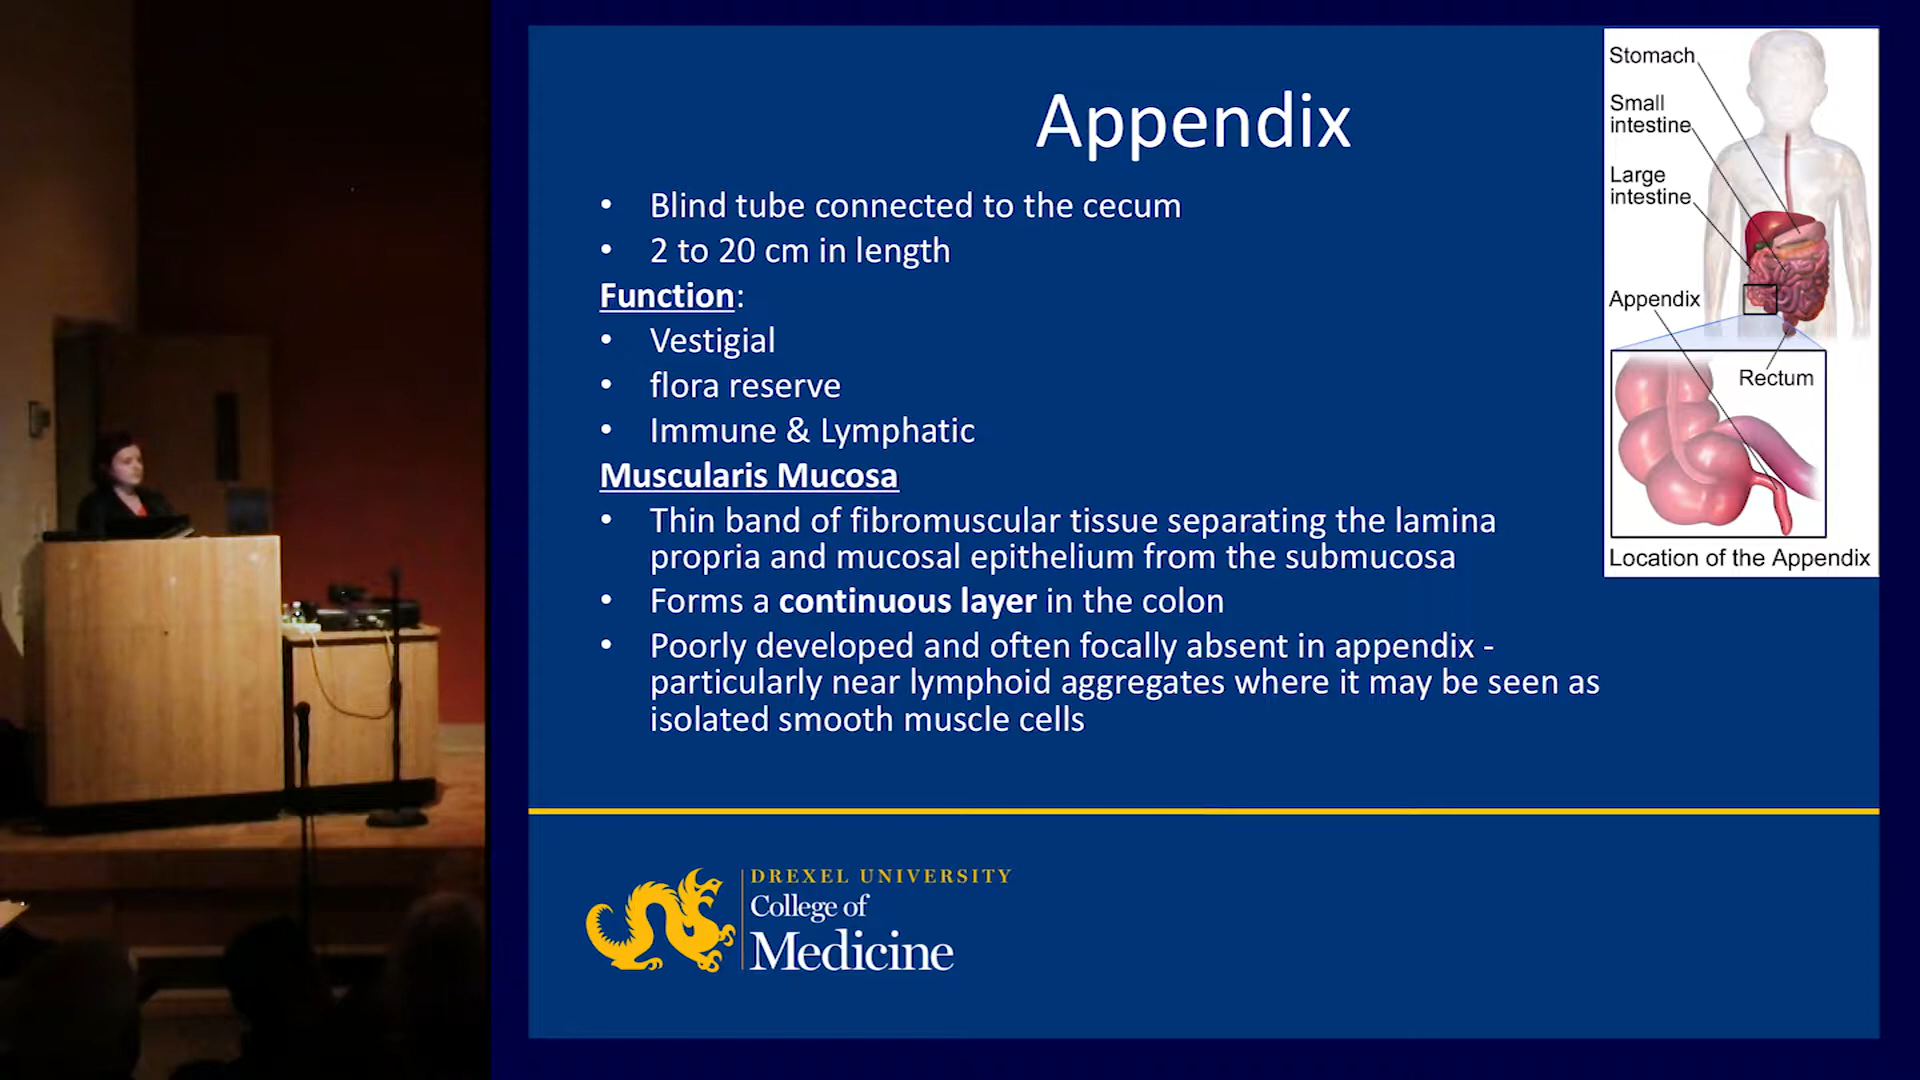 Appendix
• Blind tube connected to the cecum
• 2 to 20 cm in length
Function:
• Vestigial
• flora reserve
• Immune & Lymphatic
Muscularis Mucosa
• Thin band of fibromuscular tissue separating the lamina
propria and mucosal epithelium from the submucosa
• Forms a continuous layer in the colon
• Poorly developed and often focally absent in appendix -
particularly near lymphoid aggregates where it may be seen as
isolated smooth muscle cells
Stomach
Small
intestine
Large
intestine
Appendix
Rectum
Location of the Appendix
DREXEL UNIVERSITY
College of
Medicine